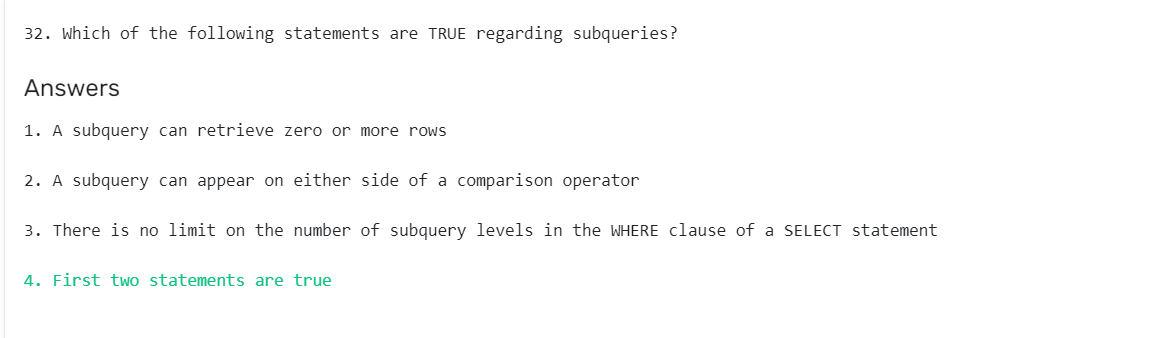 32. Which of the following statements are TRUE regarding subqueries?
Answers
1. A subquery can retrieve zero or more rows
2. A subquery can appear on either side of a comparison operator
3. There is no limit on the number of subquery levels in the WHERE clause of a SELECT statement
4. First two statements are true